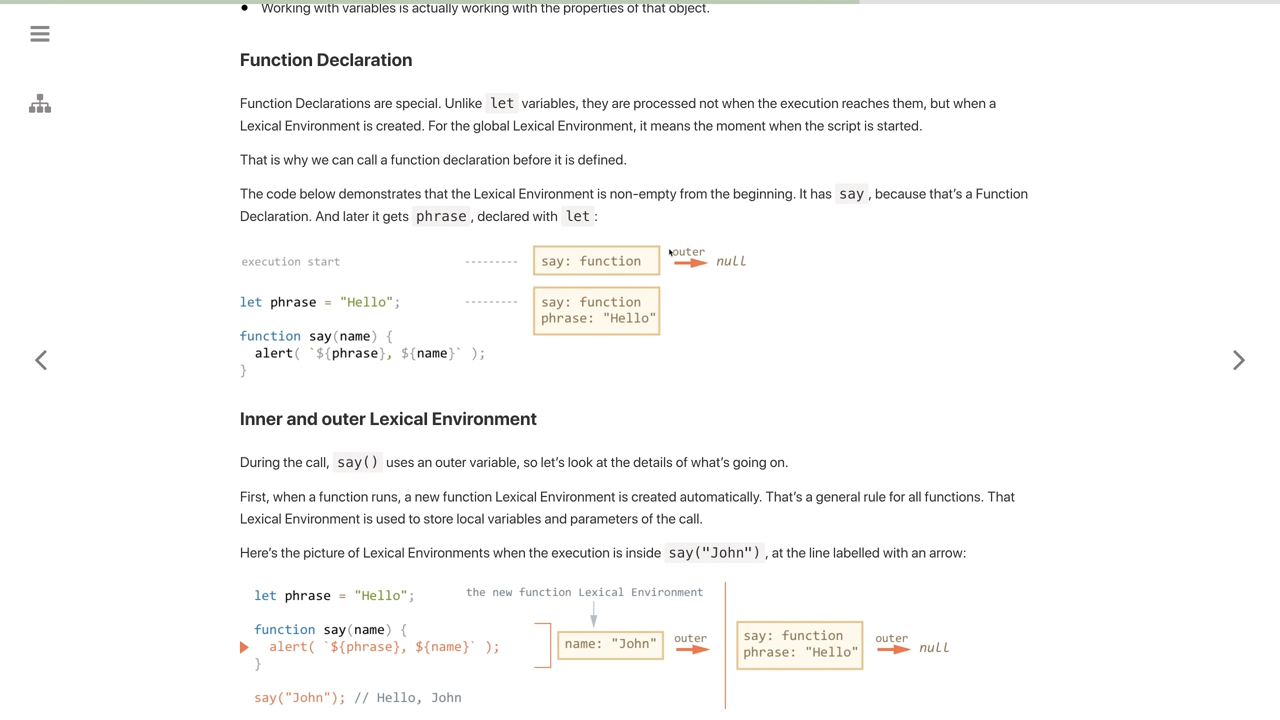 Working with variables is actually working with the properties of that object.
Function Declaration
Function Declarations are special. Unlike let variables, they are processed not when the execution reaches them, but when a
Lexical Environment is created. For the global Lexical Environment, it means the moment when the script is started.
That is why we can call a function declaration before it is defined.
The code below demonstrates that the Lexical Environment is non-empty from the beginning. It has say, because that's a Function
Declaration. And later it gets phrase, declared with let:
execution start --------- say: function outer null
let phrase = "Hello"; --------- say: function
phrase: "Hello"
function say(name) {
alert( `${phrase}, ${name}` );
}
Inner and outer Lexical Environment
During the call, say() uses an outer variable, so let's look at the details of what's going on.
First, when a function runs, a new function Lexical Environment is created automatically. That's a general rule for all functions. That
Lexical Environment is used to store local variables and parameters of the call.
Here's the picture of Lexical Environments when the execution is inside say("John"), at the line labelled with an arrow:
let phrase = "Hello";
function say(name) {
alert( `${phrase}, ${name}` );
}
say("John"); // Hello, John
the new function Lexical Environment
name: "John" outer
say: function
phrase: "Hello"
outer null